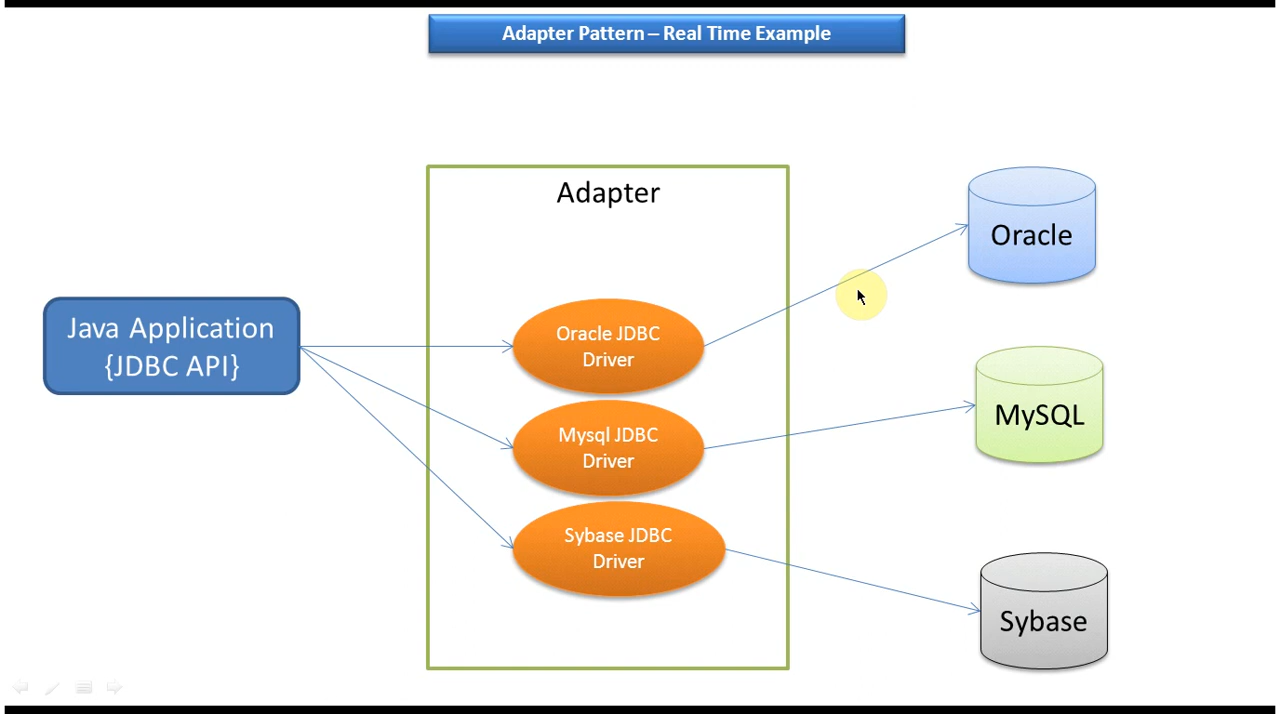 Adapter Pattern – Real Time Example
Adapter
Java Application
{JDBC API}
Oracle JDBC
Driver
Mysql JDBC
Driver
Sybase JDBC
Driver
Oracle
MySQL
Sybase